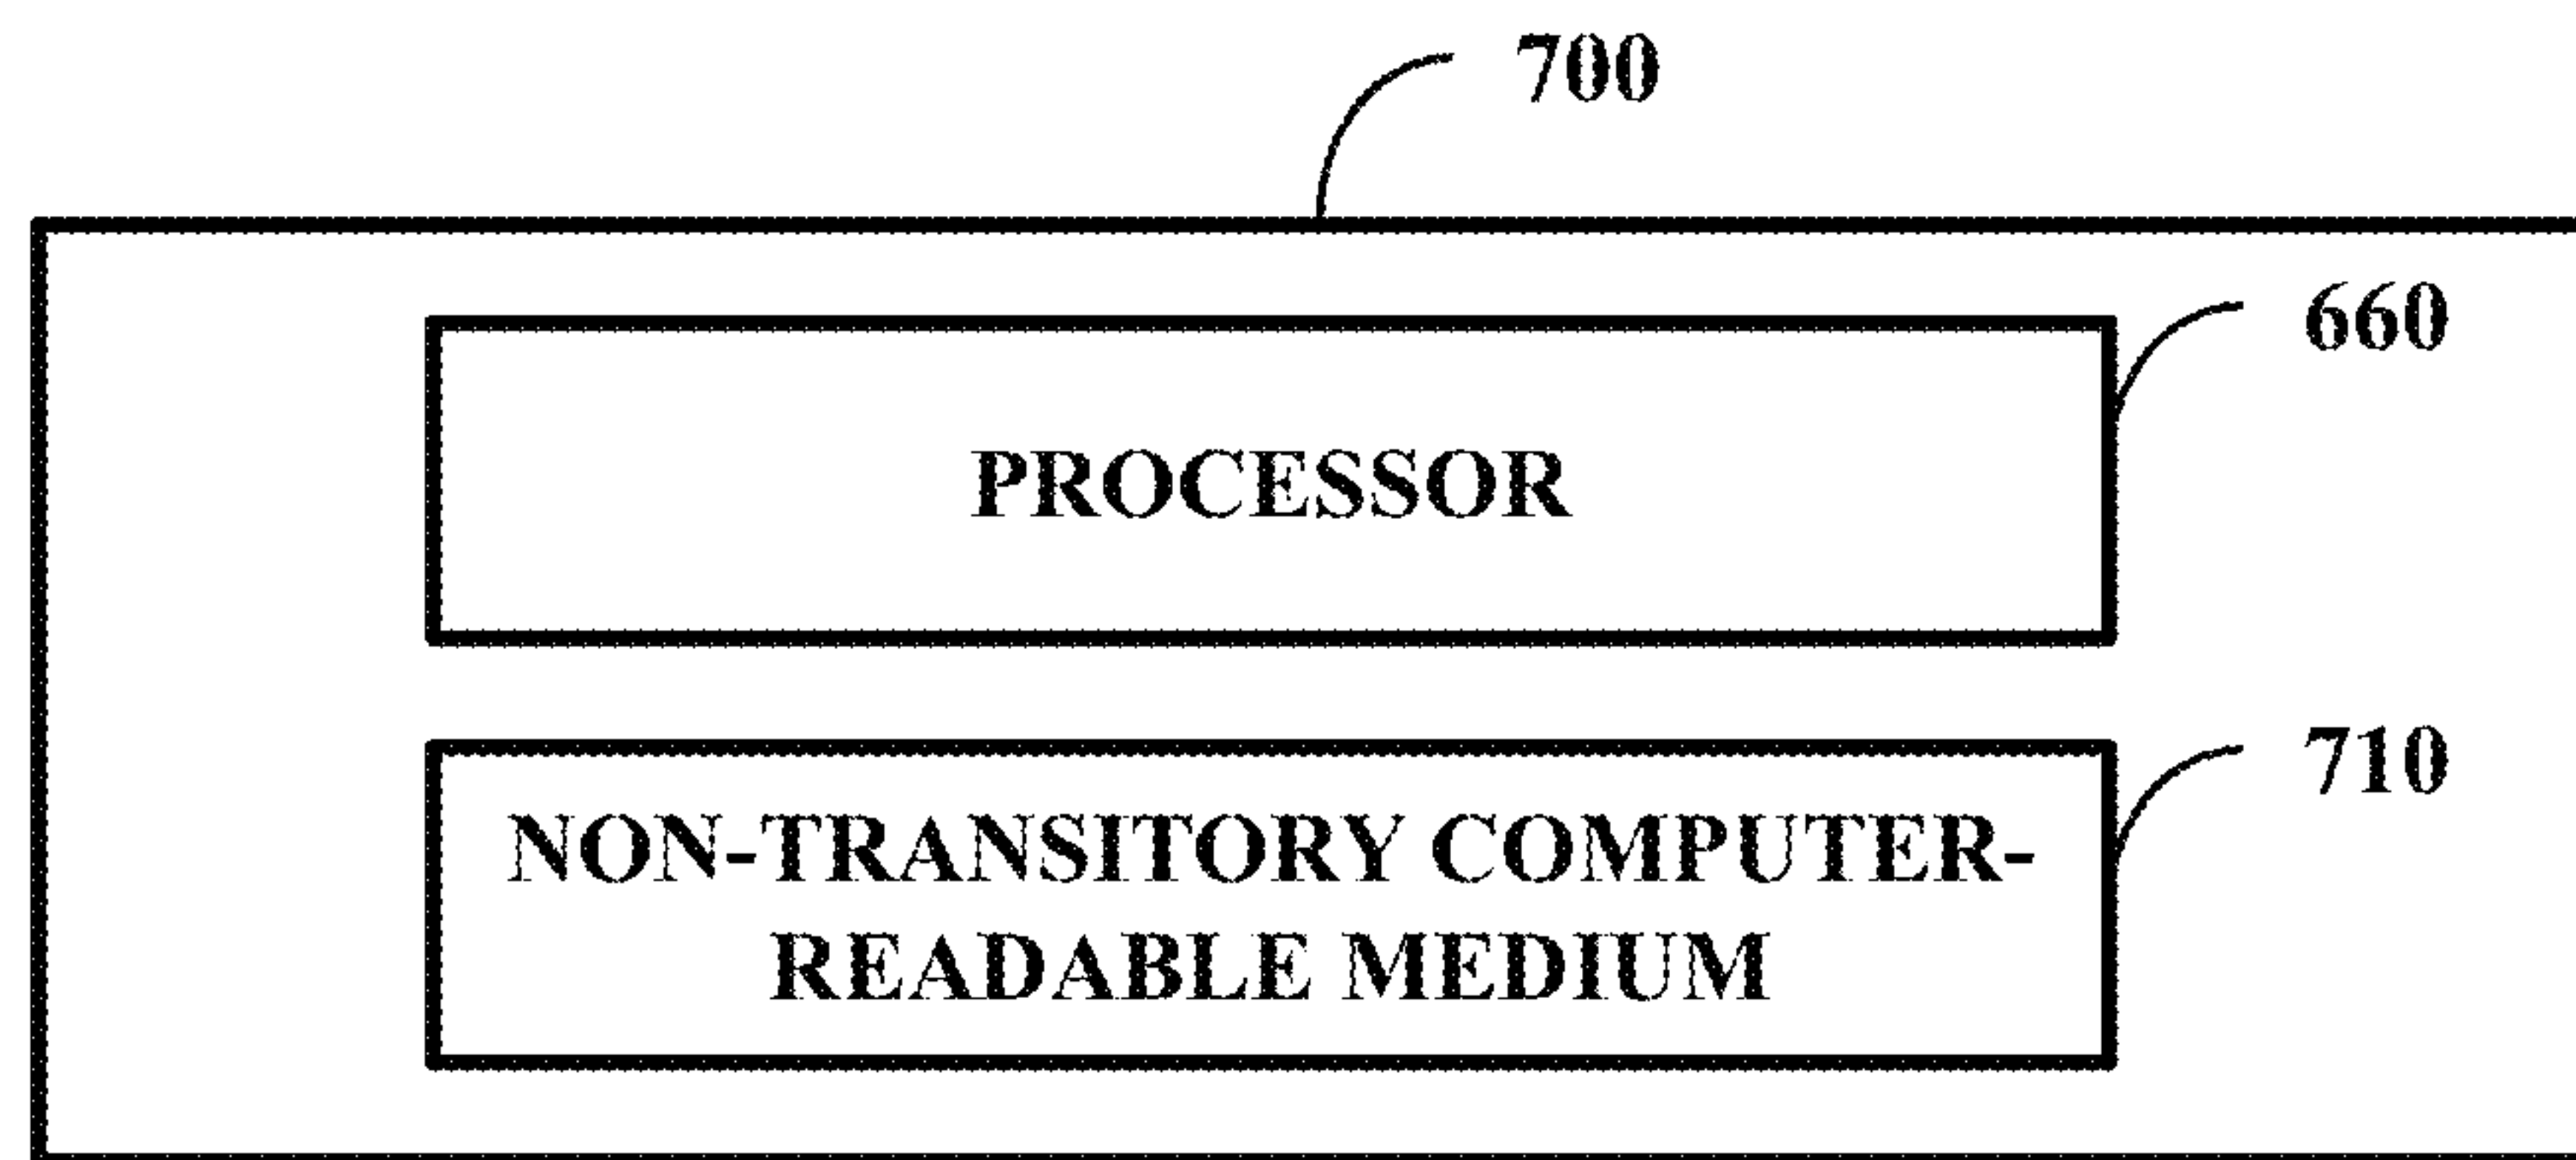 700
660
PROCESSOR
710
NON-TRANSITORY COMPUTER-
READABLE MEDIUM